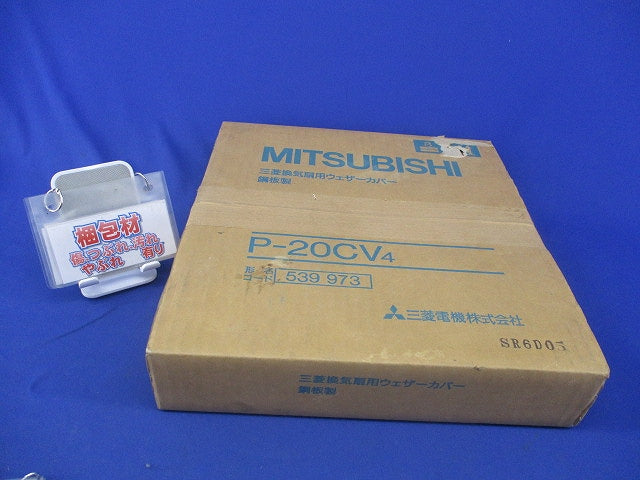 MITSUBISHI
三菱換気扇用ウェザーカバー
鋼板製
P-20CV4
形名コード 539 973
三菱電機株式会社
SR6D03
三菱換気扇用ウェザーカバー
鋼板製
梱包材
傷つぶれ汚れ
やぶれ 有り